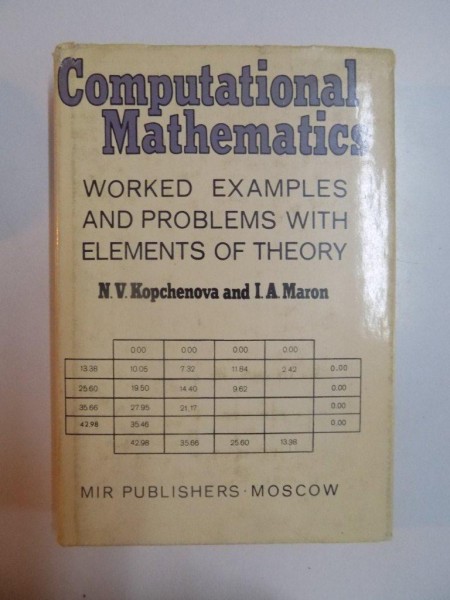 Computational
Mathematics
WORKED EXAMPLES
AND PROBLEMS WITH
ELEMENTS OF THEORY
N.V. Kopchenova and I.A. Maron
0.00 0.00 0.00 0.00
13.38 10.05 7.32 11.84 2.42 0.00
25.60 19.50 14.40 9.62 0.00
35.66 27.95 21.17 0.00
42.98 35.46 0.00
42.98 35.66 25.60 13.38
MIR PUBLISHERS · MOSCOW